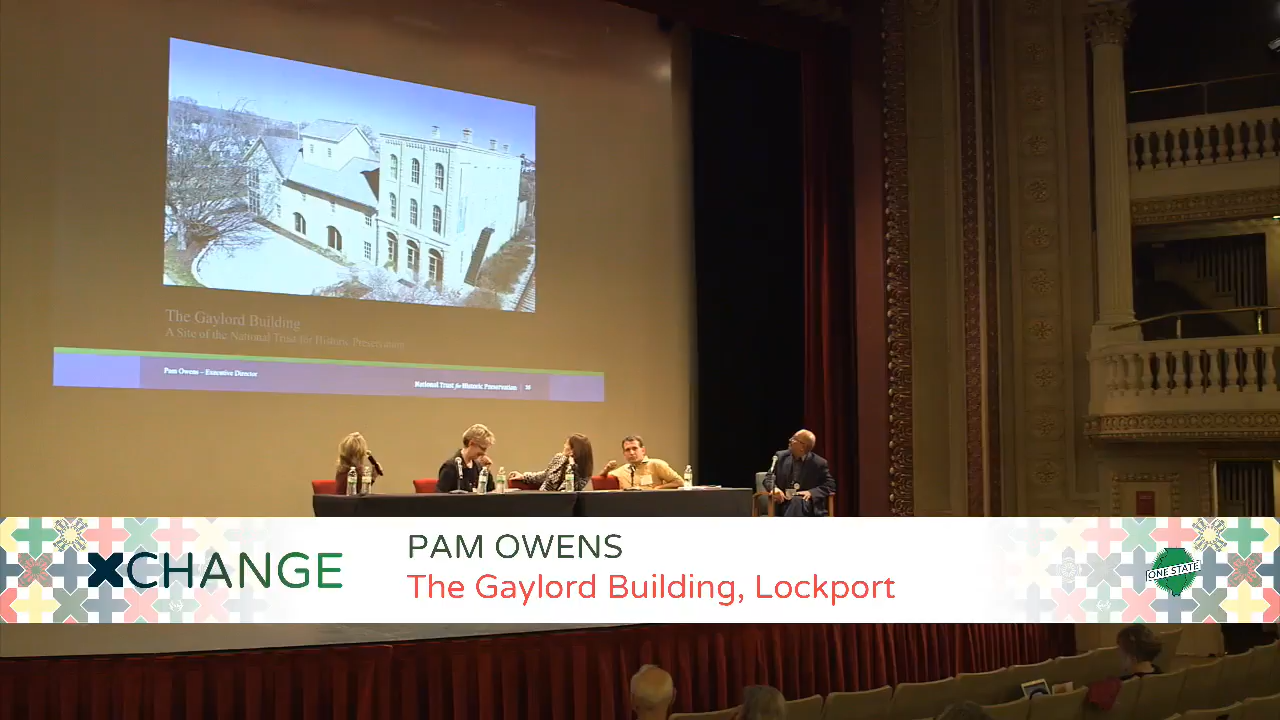 The Gaylord Building
A Site of the National Trust for Historic Preservation
Pam Owens – Executive Director
National Trust for Historic Preservation | 20
XCHANGE
PAM OWENS
The Gaylord Building, Lockport
ONE STATE